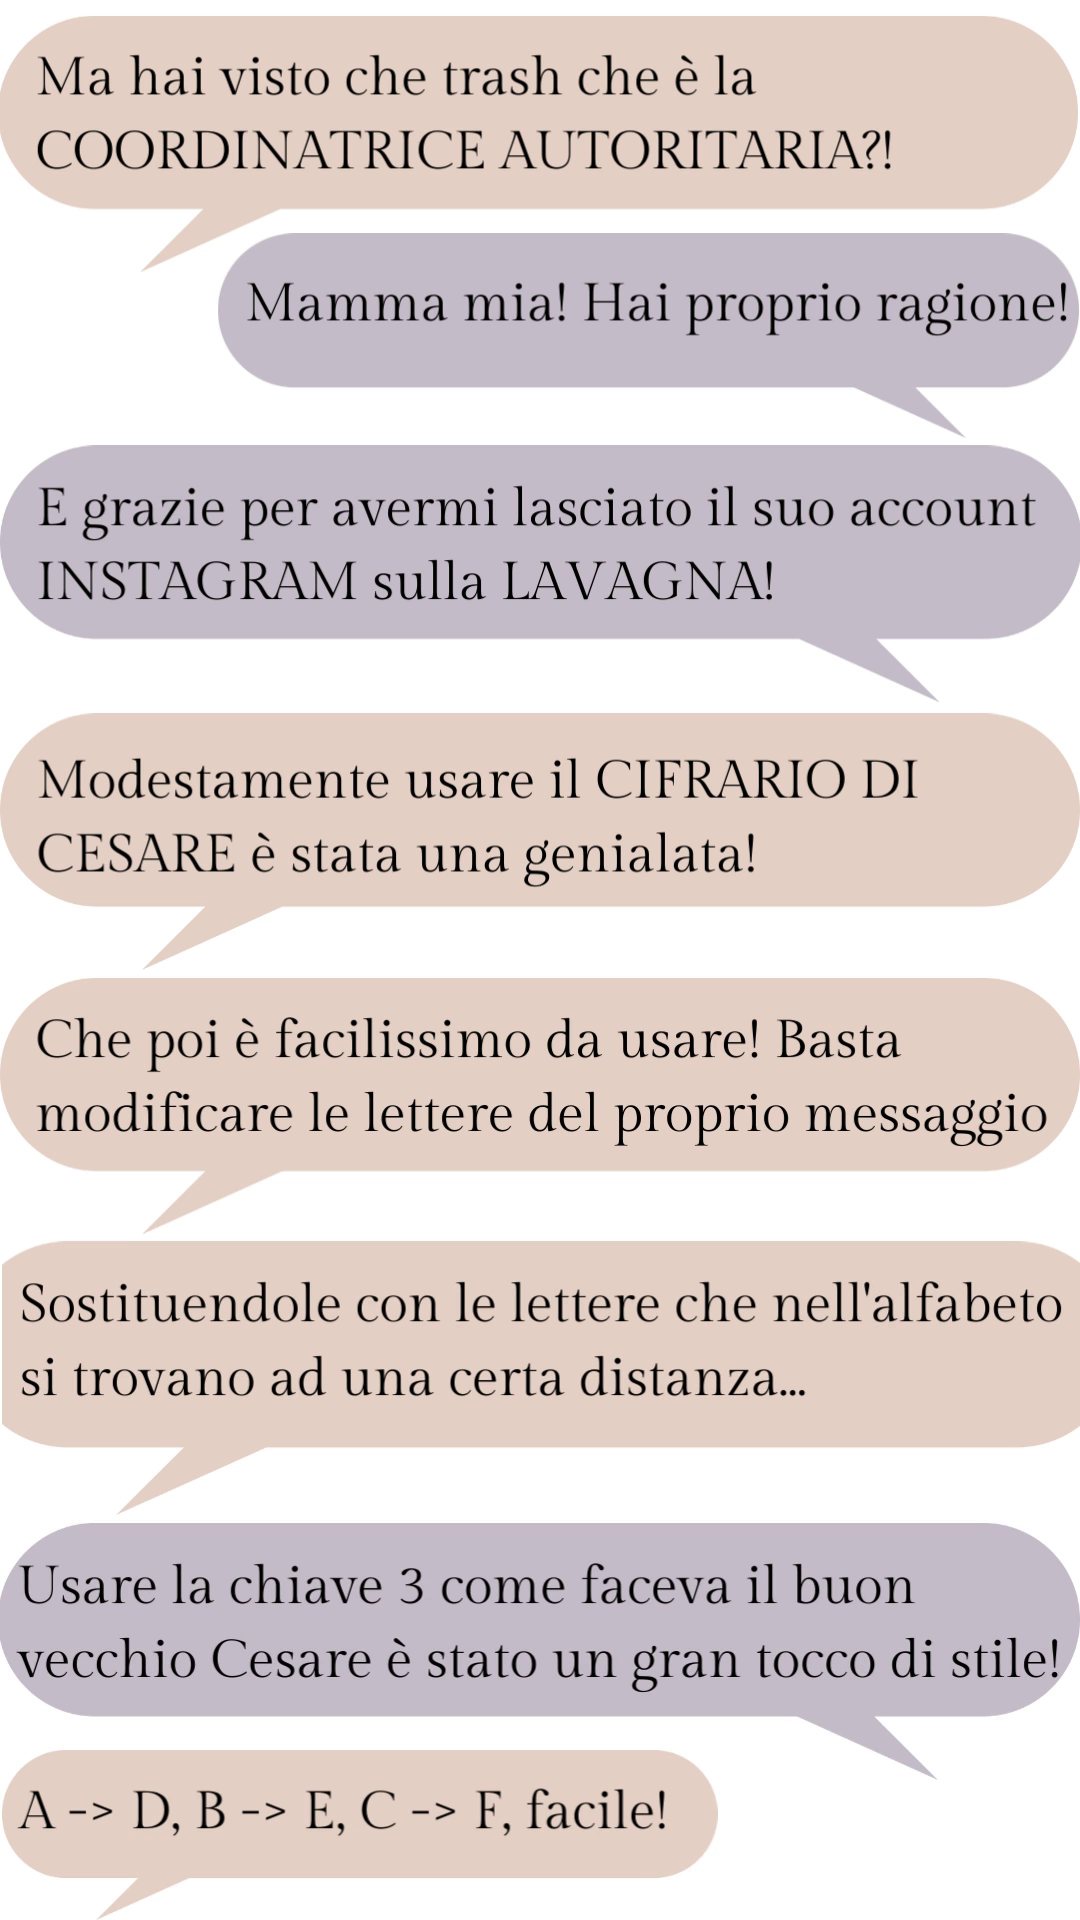 Ma hai visto che trash che è la
COORDINATRICE AUTORITARIA?!
Mamma mia! Hai proprio ragione!
E grazie per avermi lasciato il suo account
INSTAGRAM sulla LAVAGNA!
Modestamente usare il CIFRARIO DI
CESARE è stata una genialata!
Che poi è facilissimo da usare! Basta
modificare le lettere del proprio messaggio
Sostituendole con le lettere che nell'alfabeto
si trovano ad una certa distanza...
Usare la chiave 3 come faceva il buon
vecchio Cesare è stato un gran tocco di stile!
A -> D, B -> E, C -> F, facile!